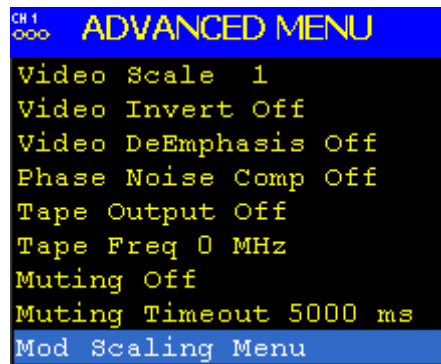 CH 1
ADVANCED MENU
Video Scale 1
Video Invert Off
Video DeEmphasis Off
Phase Noise Comp Off
Tape Output Off
Tape Freq 0 MHz
Muting Off
Muting Timeout 5000 ms
Mod Scaling Menu